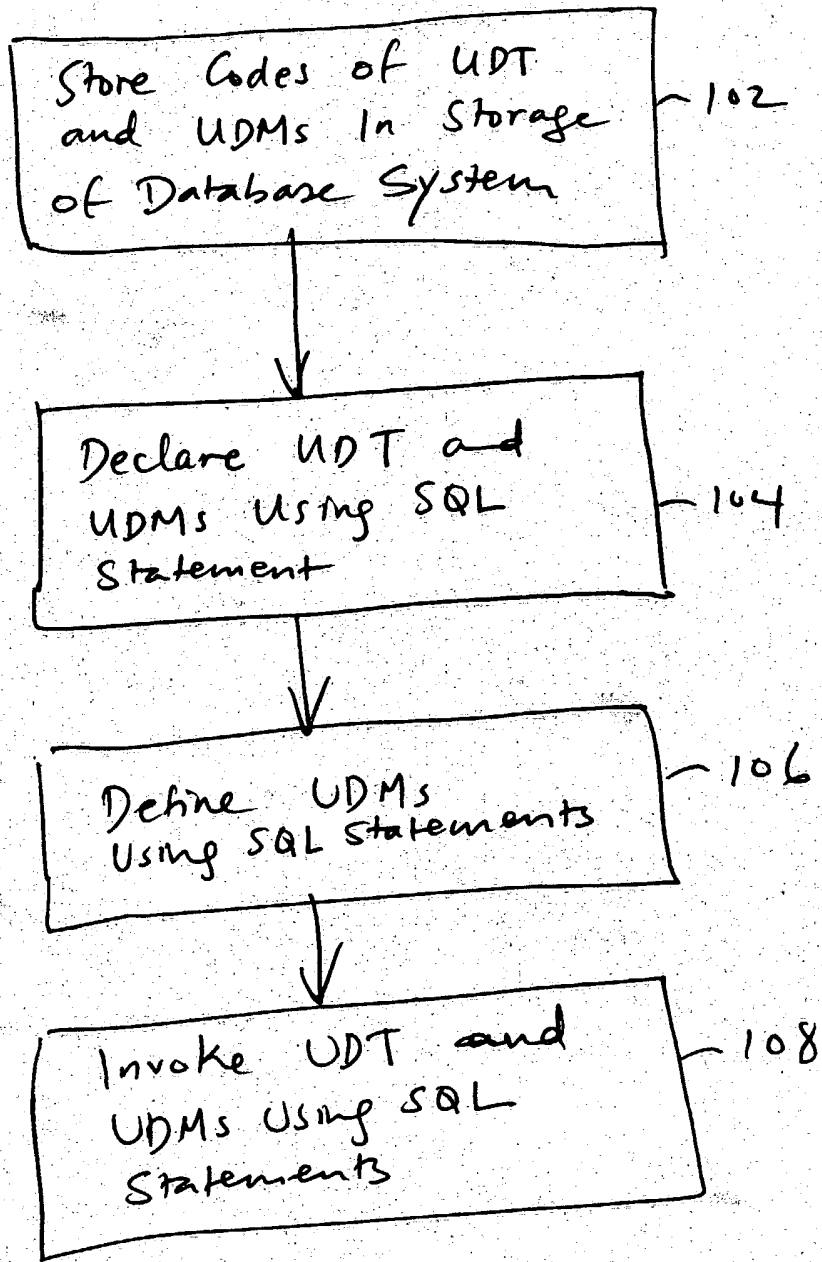 Store Codes of UDT
and UDMs In Storage
of Database System
102
Declare UDT and
UDMs Using SQL
Statement
104
Define UDMs
Using SQL Statements
106
Invoke UDT and
UDMs Using SQL
Statements
108